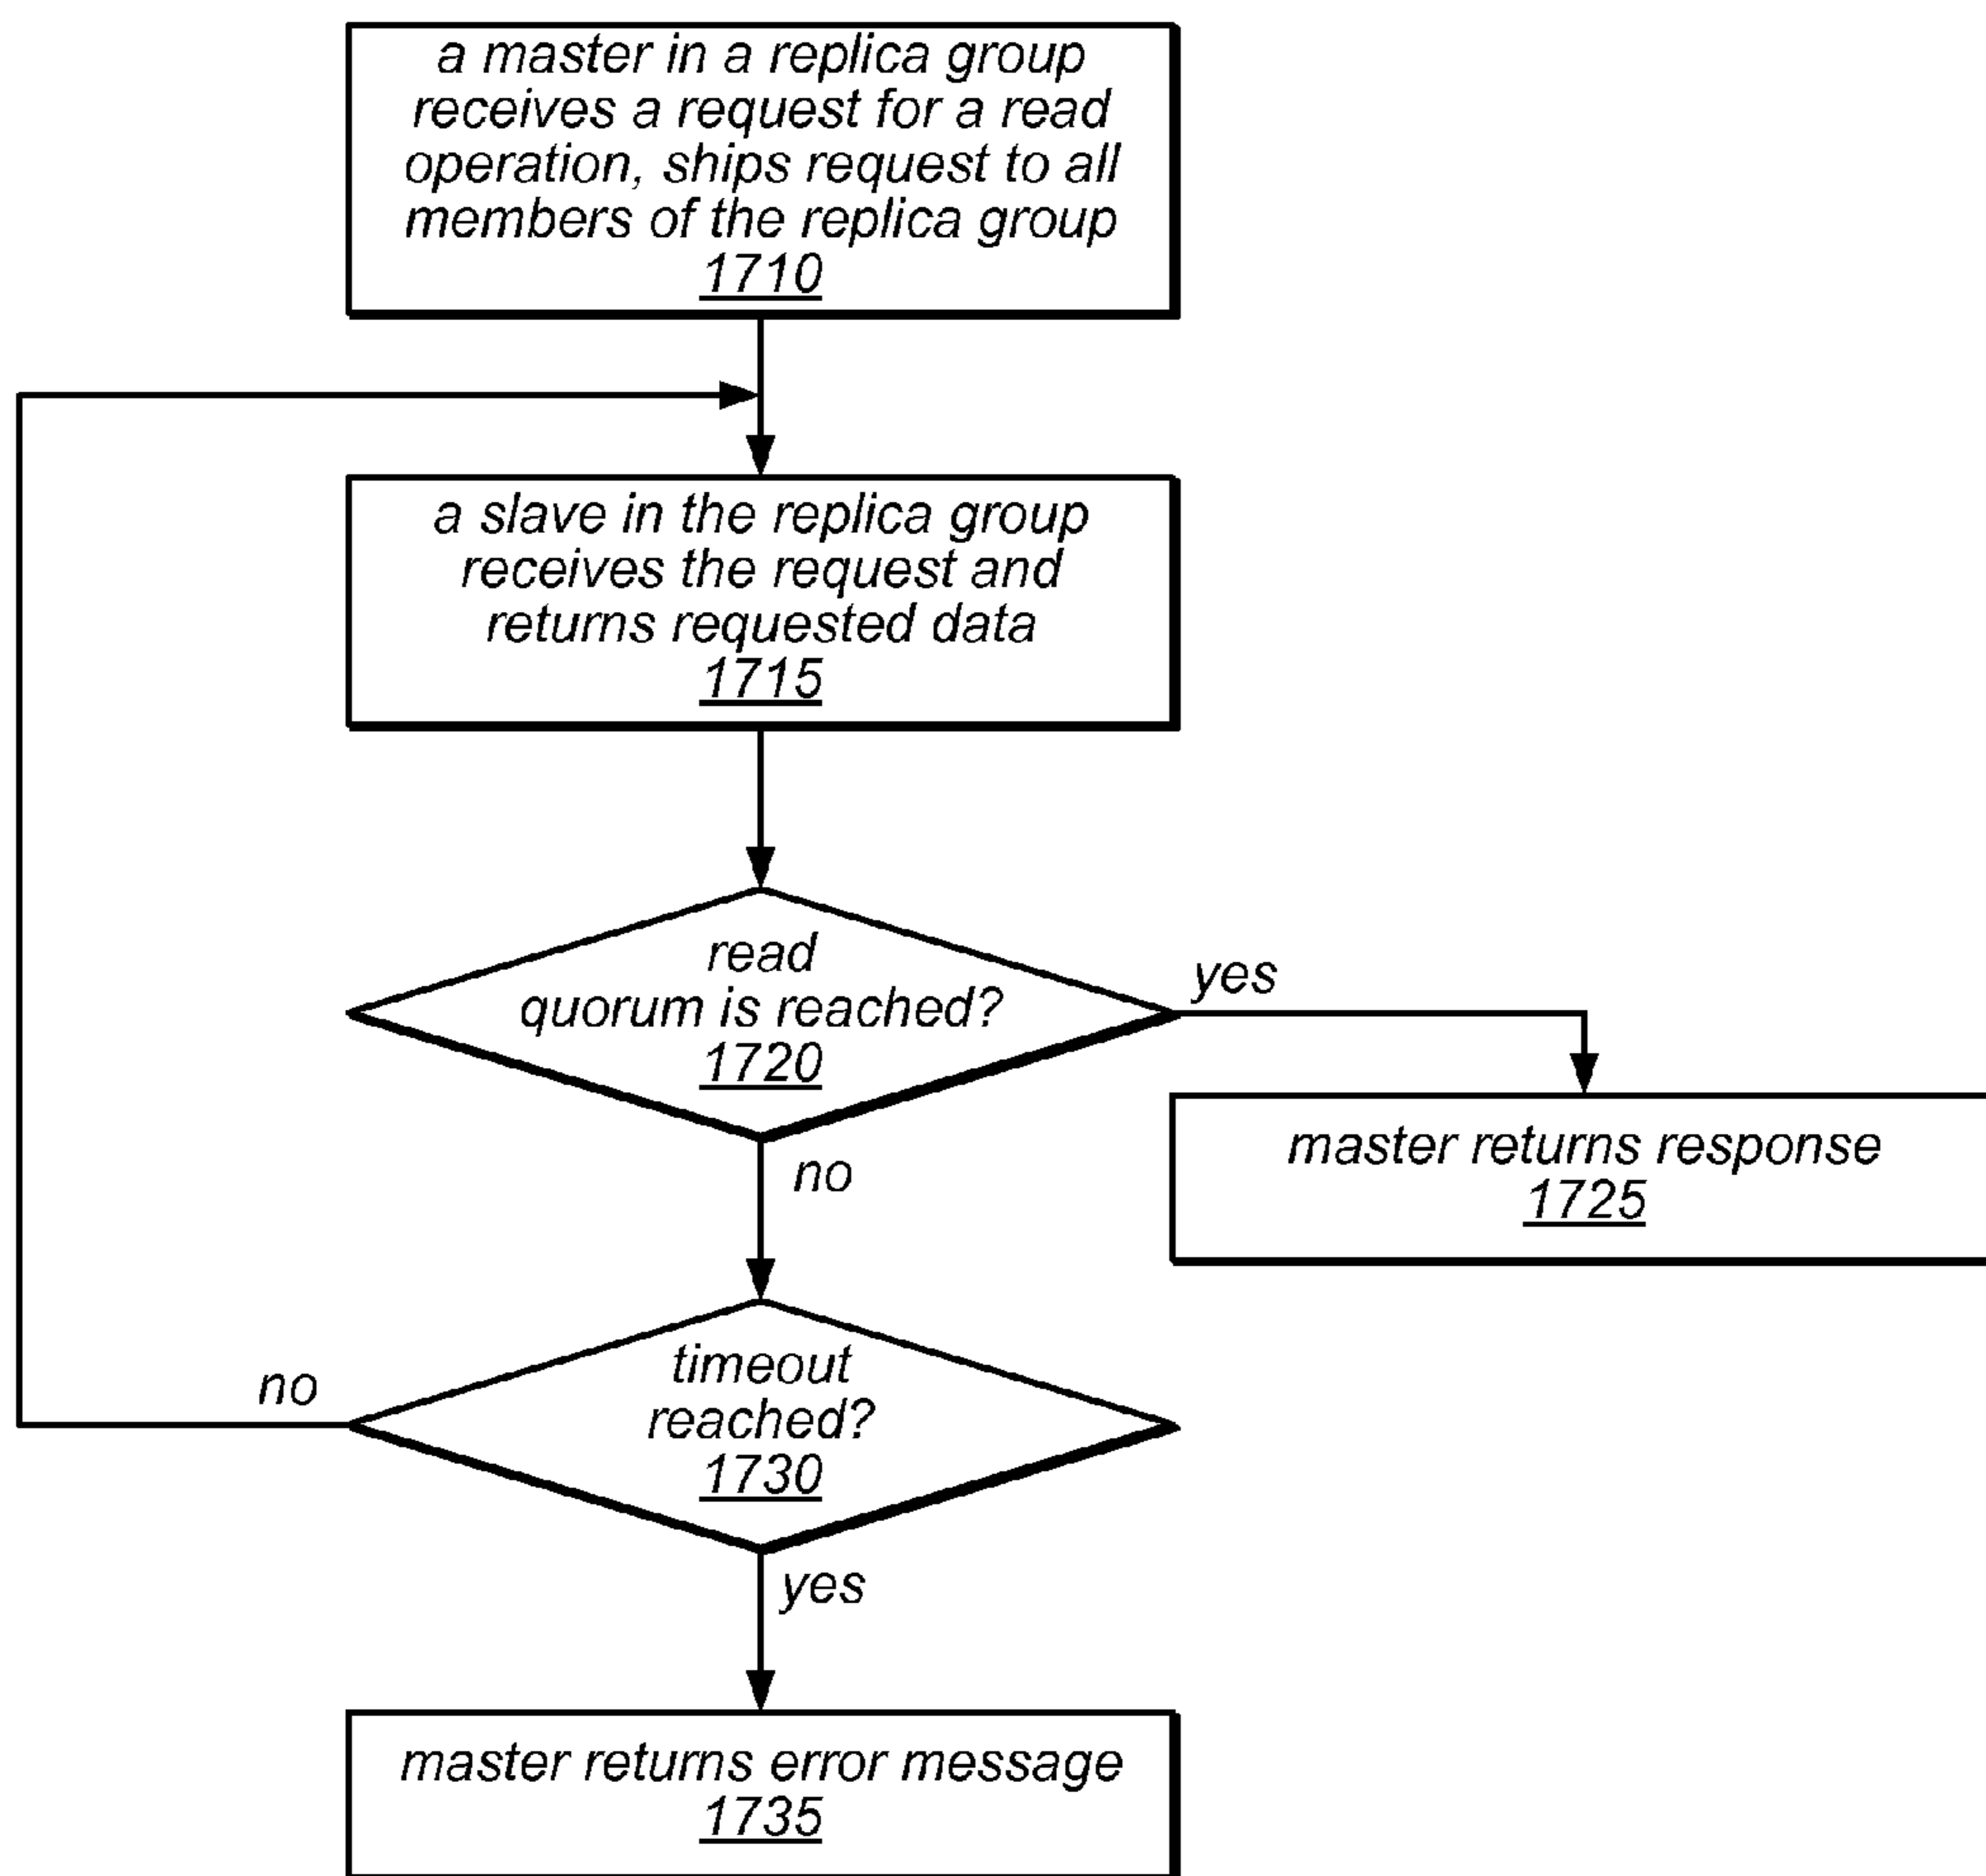 a master in a replica group
receives a request for a read
operation, ships request to all
members of the replica group
1710
a slave in the replica group
receives the request and
returns requested data
1715
read
quorum is reached?
1720
yes
master returns response
1725
no
timeout
reached?
1730
no
yes
master returns error message
1735